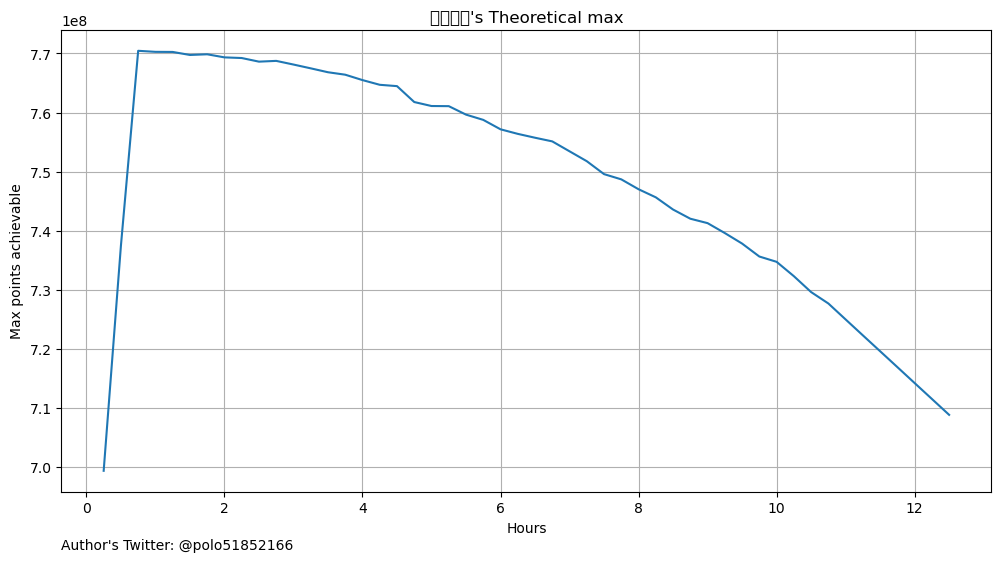 1e8
's Theoretical max
7.7
7.6
7.5
7.4
7.3
7.2
7.1
7.0
Max points achievable
0 2 4 6 8 10 12
Hours
Author's Twitter: @polo51852166